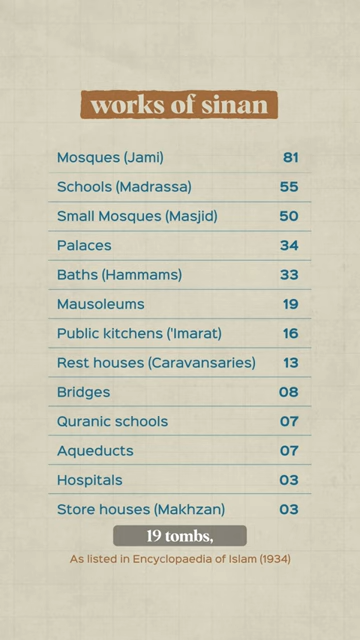 works of sinan
Mosques (Jami) 81
Schools (Madrassa) 55
Small Mosques (Masjid) 50
Palaces 34
Baths (Hammams) 33
Mausoleums 19
Public kitchens ('Imarat) 16
Rest houses (Caravansaries) 13
Bridges 08
Quranic schools 07
Aqueducts 07
Hospitals 03
Store houses (Makhzan) 03
19 tombs,
As listed in Encyclopaedia of Islam (1934)